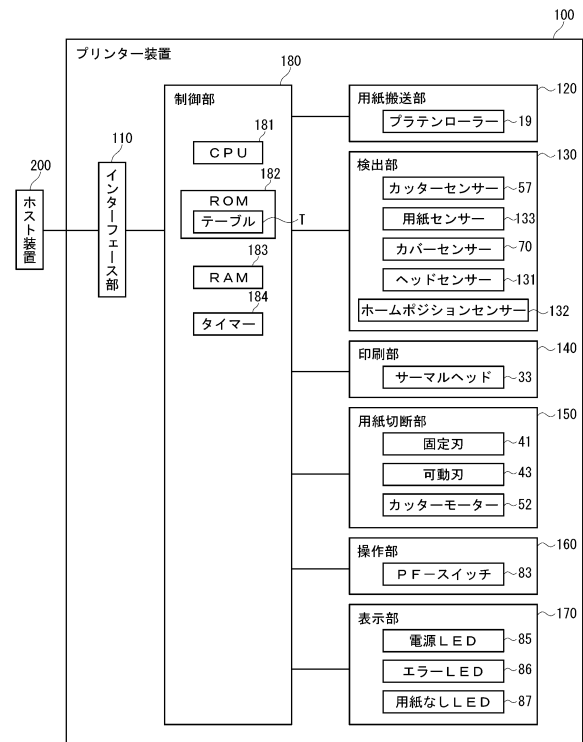 100
プリンター装置
200
ホスト装置
110
インターフェース部
180
制御部
181
CPU
182
ROM
テーブル
T
183
RAM
184
タイマー
120
用紙搬送部
プラテンローラー
19
130
検出部
カッターセンサー
57
用紙センサー
133
カバーセンサー
70
ヘッドセンサー
131
ホームポジションセンサー
132
140
印刷部
サーマルヘッド
33
150
用紙切断部
固定刃
41
可動刃
43
カッターモーター
52
160
操作部
PF−スイッチ
83
170
表示部
電源LED
85
エラーLED
86
用紙なしLED
87